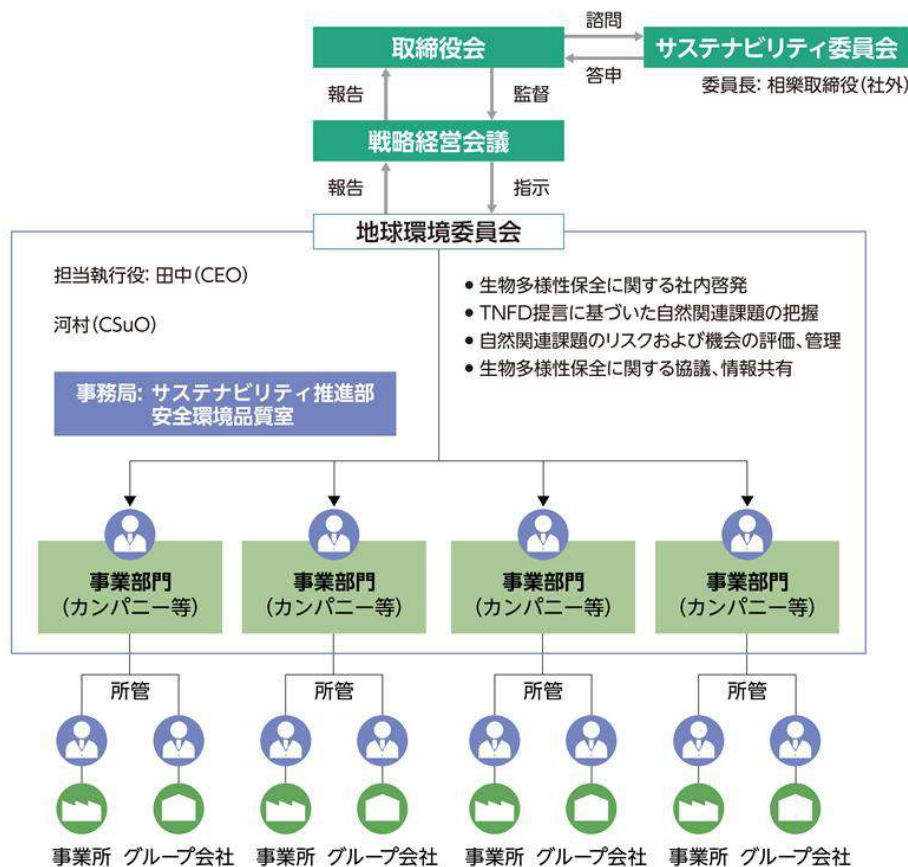 諮問
取締役会
サステナビリティ委員会
答申
委員長: 相樂取締役(社外)
報告
監督
戦略経営会議
報告
指示
地球環境委員会
担当執行役: 田中(CEO)
河村(CSuO)
• 生物多様性保全に関する社内啓発
• TNFD提言に基づいた自然関連課題の把握
• 自然関連課題のリスクおよび機会の評価、管理
• 生物多様性保全に関する協議、情報共有
事務局: サステナビリティ推進部
安全環境品質室
事業部門
(カンパニー等)
事業部門
(カンパニー等)
事業部門
(カンパニー等)
事業部門
(カンパニー等)
所管
所管
所管
所管
事業所 グループ会社
事業所 グループ会社
事業所 グループ会社
事業所 グループ会社